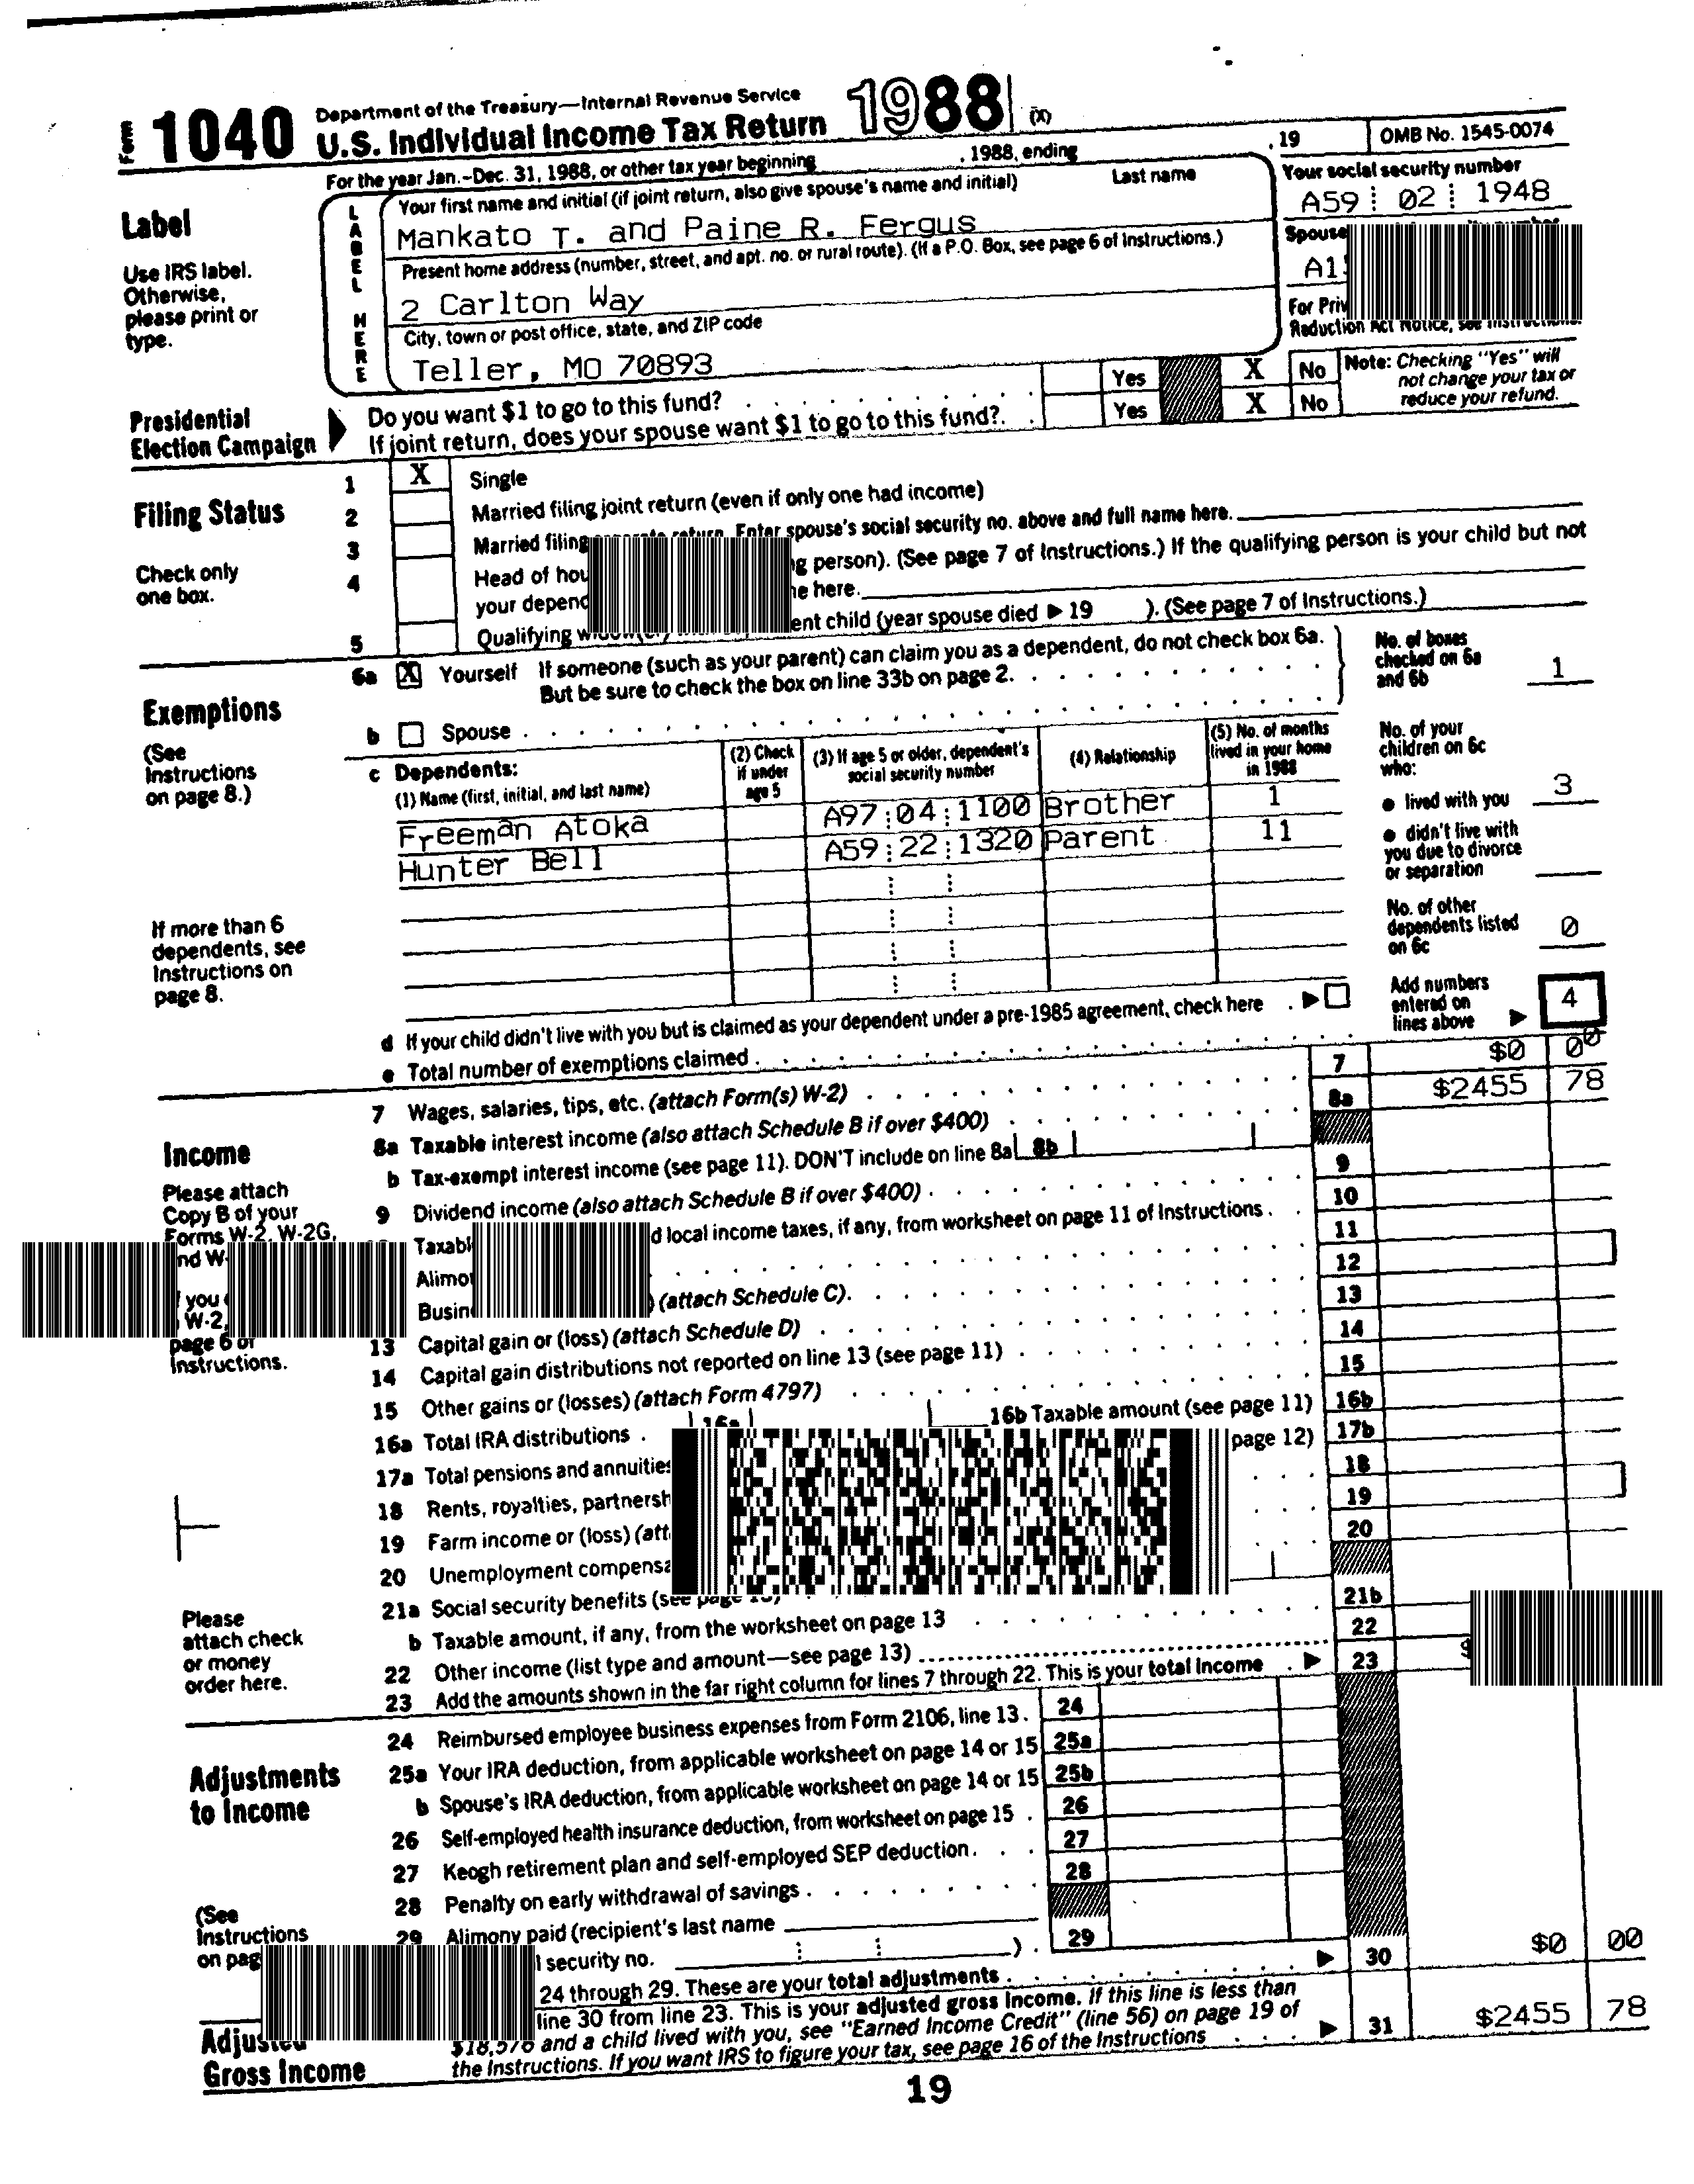 Form 1040 Department of the Treasury—Internal Revenue Service
U.S. Individual Income Tax Return 1988 (X)
For the year Jan.-Dec. 31, 1988, or other tax year beginning , 1988, ending , 19 OMB No. 1545-0074
Label
Use IRS label.
Otherwise,
please print or
type.
LABEL HERE
Your first name and initial (if joint return, also give spouse's name and initial) Last name
Mankato T. and Paine R. Fergus
Present home address (number, street, and apt. no. or rural route). (If a P.O. Box, see page 6 of Instructions.)
2 Carlton Way
City, town or post office, state, and ZIP code
Teller, MO 70893
Your social security number
A59 02 1948
Spouse
For Priv
Reduction Act Notice, see Instructions.
Presidential
Election Campaign
Do you want $1 to go to this fund? Yes X No
If joint return, does your spouse want $1 to go to this fund? Yes X No
Note: Checking "Yes" will
not change your tax or
reduce your refund.
Filing Status
Check only
one box.
1 X Single
2 Married filing joint return (even if only one had income)
3 Married filing separate return. Enter spouse's social security no. above and full name here.
4 Head of hou g person). (See page 7 of Instructions.) If the qualifying person is your child but not
your depend e here.
5 Qualifying ent child (year spouse died ▶ 19 ). (See page 7 of Instructions.)
Exemptions
(See
Instructions
on page 8.)
6a X Yourself If someone (such as your parent) can claim you as a dependent, do not check box 6a.
But be sure to check the box on line 33b on page 2.
b Spouse
No. of boxes
checked on 6a
and 6b 1
c Dependents:
(1) Name (first, initial, and last name)
(2) Check
if under
age 5
(3) If age 5 or older, dependent's
social security number
(4) Relationship
(5) No. of months
lived in your home
in 1988
Freeman Atoka A97 04 1100 Brother 1
Hunter Bell A59 22 1320 Parent 11
No. of your
children on 6c
who:
● lived with you 3
● didn't live with
you due to divorce
or separation
No. of other
dependents listed
on 6c 0
If more than 6
dependents, see
Instructions on
page 8.
d If your child didn't live with you but is claimed as your dependent under a pre-1985 agreement, check here ▶
e Total number of exemptions claimed
Add numbers
entered on
lines above ▶ 4
Income
Please attach
Copy B of your
Forms W-2, W-2G,
nd W-
you
W-2,
page 6 of
Instructions.
7 Wages, salaries, tips, etc. (attach Form(s) W-2) 7 $0 00
8a Taxable interest income (also attach Schedule B if over $400) 8a $2455 78
b Tax-exempt interest income (see page 11). DON'T include on line 8a 8b
9 Dividend income (also attach Schedule B if over $400) 9
Taxabl d local income taxes, if any, from worksheet on page 11 of Instructions 10
Alimo 11
Busin (attach Schedule C) 12
13 Capital gain or (loss) (attach Schedule D) 13
14 Capital gain distributions not reported on line 13 (see page 11) 14
15 Other gains or (losses) (attach Form 4797) 15
16a Total IRA distributions 16a 16b Taxable amount (see page 11) 16b
17a Total pensions and annuities page 12) 17b
18 Rents, royalties, partnersh 18
19 Farm income or (loss) (att 19
20 Unemployment compensa 20
21a Social security benefits (see page 13)
b Taxable amount, if any, from the worksheet on page 13 21b
22 Other income (list type and amount—see page 13) 22
23 Add the amounts shown in the far right column for lines 7 through 22. This is your total income ▶ 23 $
Please
attach check
or money
order here.
Adjustments
to Income
(See
Instructions
on pag
24 Reimbursed employee business expenses from Form 2106, line 13. 24
25a Your IRA deduction, from applicable worksheet on page 14 or 15 25a
b Spouse's IRA deduction, from applicable worksheet on page 14 or 15 25b
26 Self-employed health insurance deduction, from worksheet on page 15 26
27 Keogh retirement plan and self-employed SEP deduction 27
28 Penalty on early withdrawal of savings 28
29 Alimony paid (recipient's last name
security no. ) 29
24 through 29. These are your total adjustments ▶ 30 $0 00
Adjusted
Gross Income
line 30 from line 23. This is your adjusted gross income. If this line is less than
$18,576 and a child lived with you, see "Earned Income Credit" (line 56) on page 19 of
the Instructions. If you want IRS to figure your tax, see page 16 of the Instructions ▶ 31 $2455 78
19